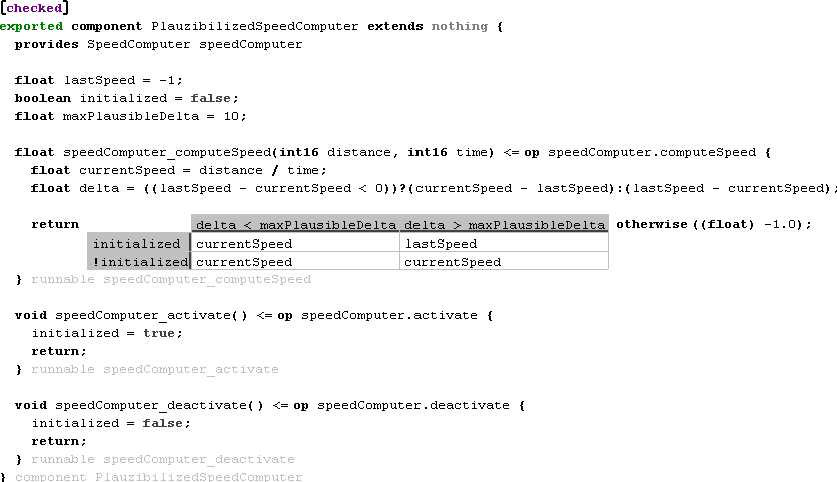 [checked]
exported component PlauzibilizedSpeedComputer extends nothing {
provides SpeedComputer speedComputer
float lastSpeed = -1;
boolean initialized = false;
float maxPlausibleDelta = 10;
float speedComputer_computeSpeed(int16 distance, int16 time) <= op speedComputer.computeSpeed {
float currentSpeed = distance / time;
float delta = ((lastSpeed - currentSpeed < 0))?(currentSpeed - lastSpeed):(lastSpeed - currentSpeed);
return delta < maxPlausibleDelta delta > maxPlausibleDelta otherwise ((float) -1.0);
initialized currentSpeed lastSpeed
!initialized currentSpeed currentSpeed
} runnable speedComputer_computeSpeed
void speedComputer_activate() <= op speedComputer.activate {
initialized = true;
return;
} runnable speedComputer_activate
void speedComputer_deactivate() <= op speedComputer.deactivate {
initialized = false;
return;
} runnable speedComputer_deactivate
} component PlauzibilizedSpeedComputer